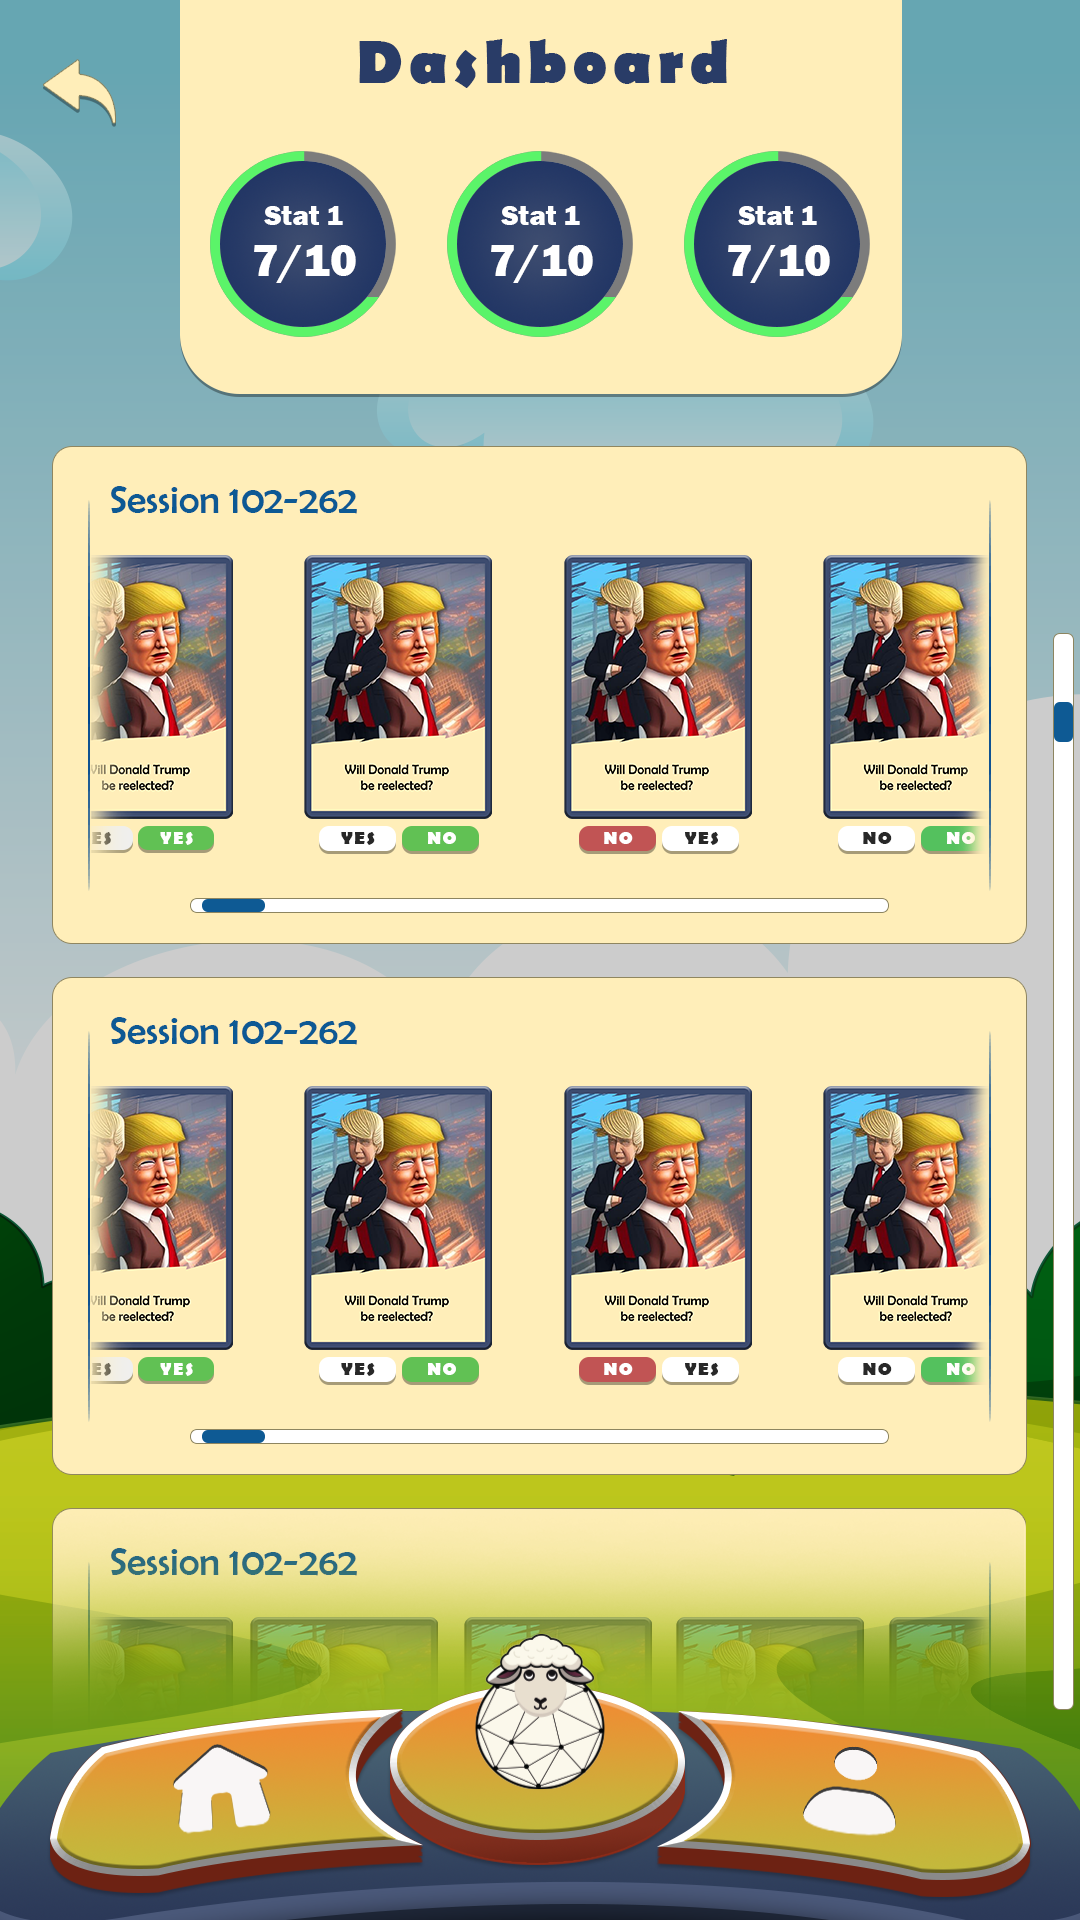 Dashboard
Stat 1 Stat 1 Stat 1
7/10 7/10 7/10
Session 102-262
Will Donald Trump Will Donald Trump Will Donald Trump Will Donald Trump
be reelected? be reelected? be reelected? be reelected?
ES YES YES NO NO YES NO NO
Session 102-262
Will Donald Trump Will Donald Trump Will Donald Trump Will Donald Trump
be reelected? be reelected? be reelected? be reelected?
ES YES YES NO NO YES NO NO
Session 102-262